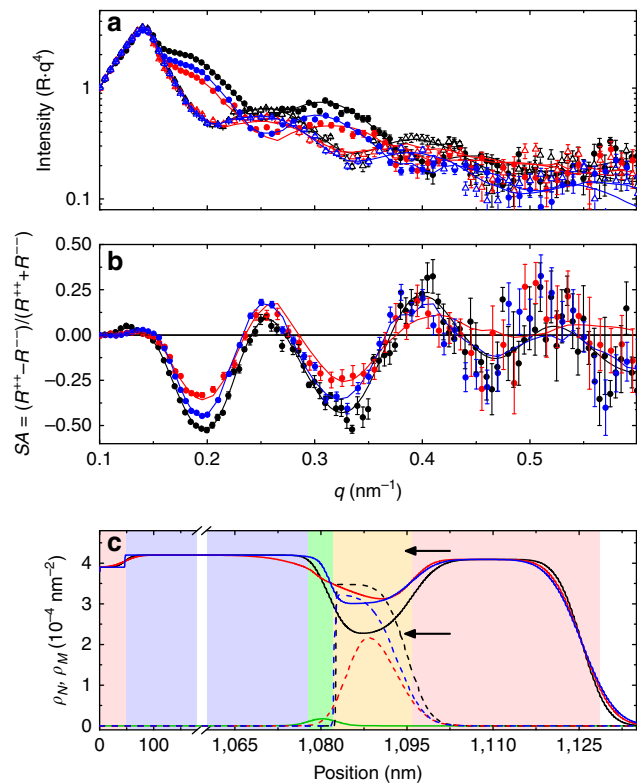 a
Intensity (R·q⁴)
1
0.1
b
SA = (R⁺⁺−R⁻⁻)/(R⁺⁺+R⁻⁻)
0.50
0.25
0.00
−0.25
−0.50
0.1 0.2 0.3 0.4 0.5
q (nm⁻¹)
c
ρN, ρM (10⁻⁴ nm⁻²)
4
2
0
0 100 1,065 1,080 1,095 1,110 1,125
Position (nm)